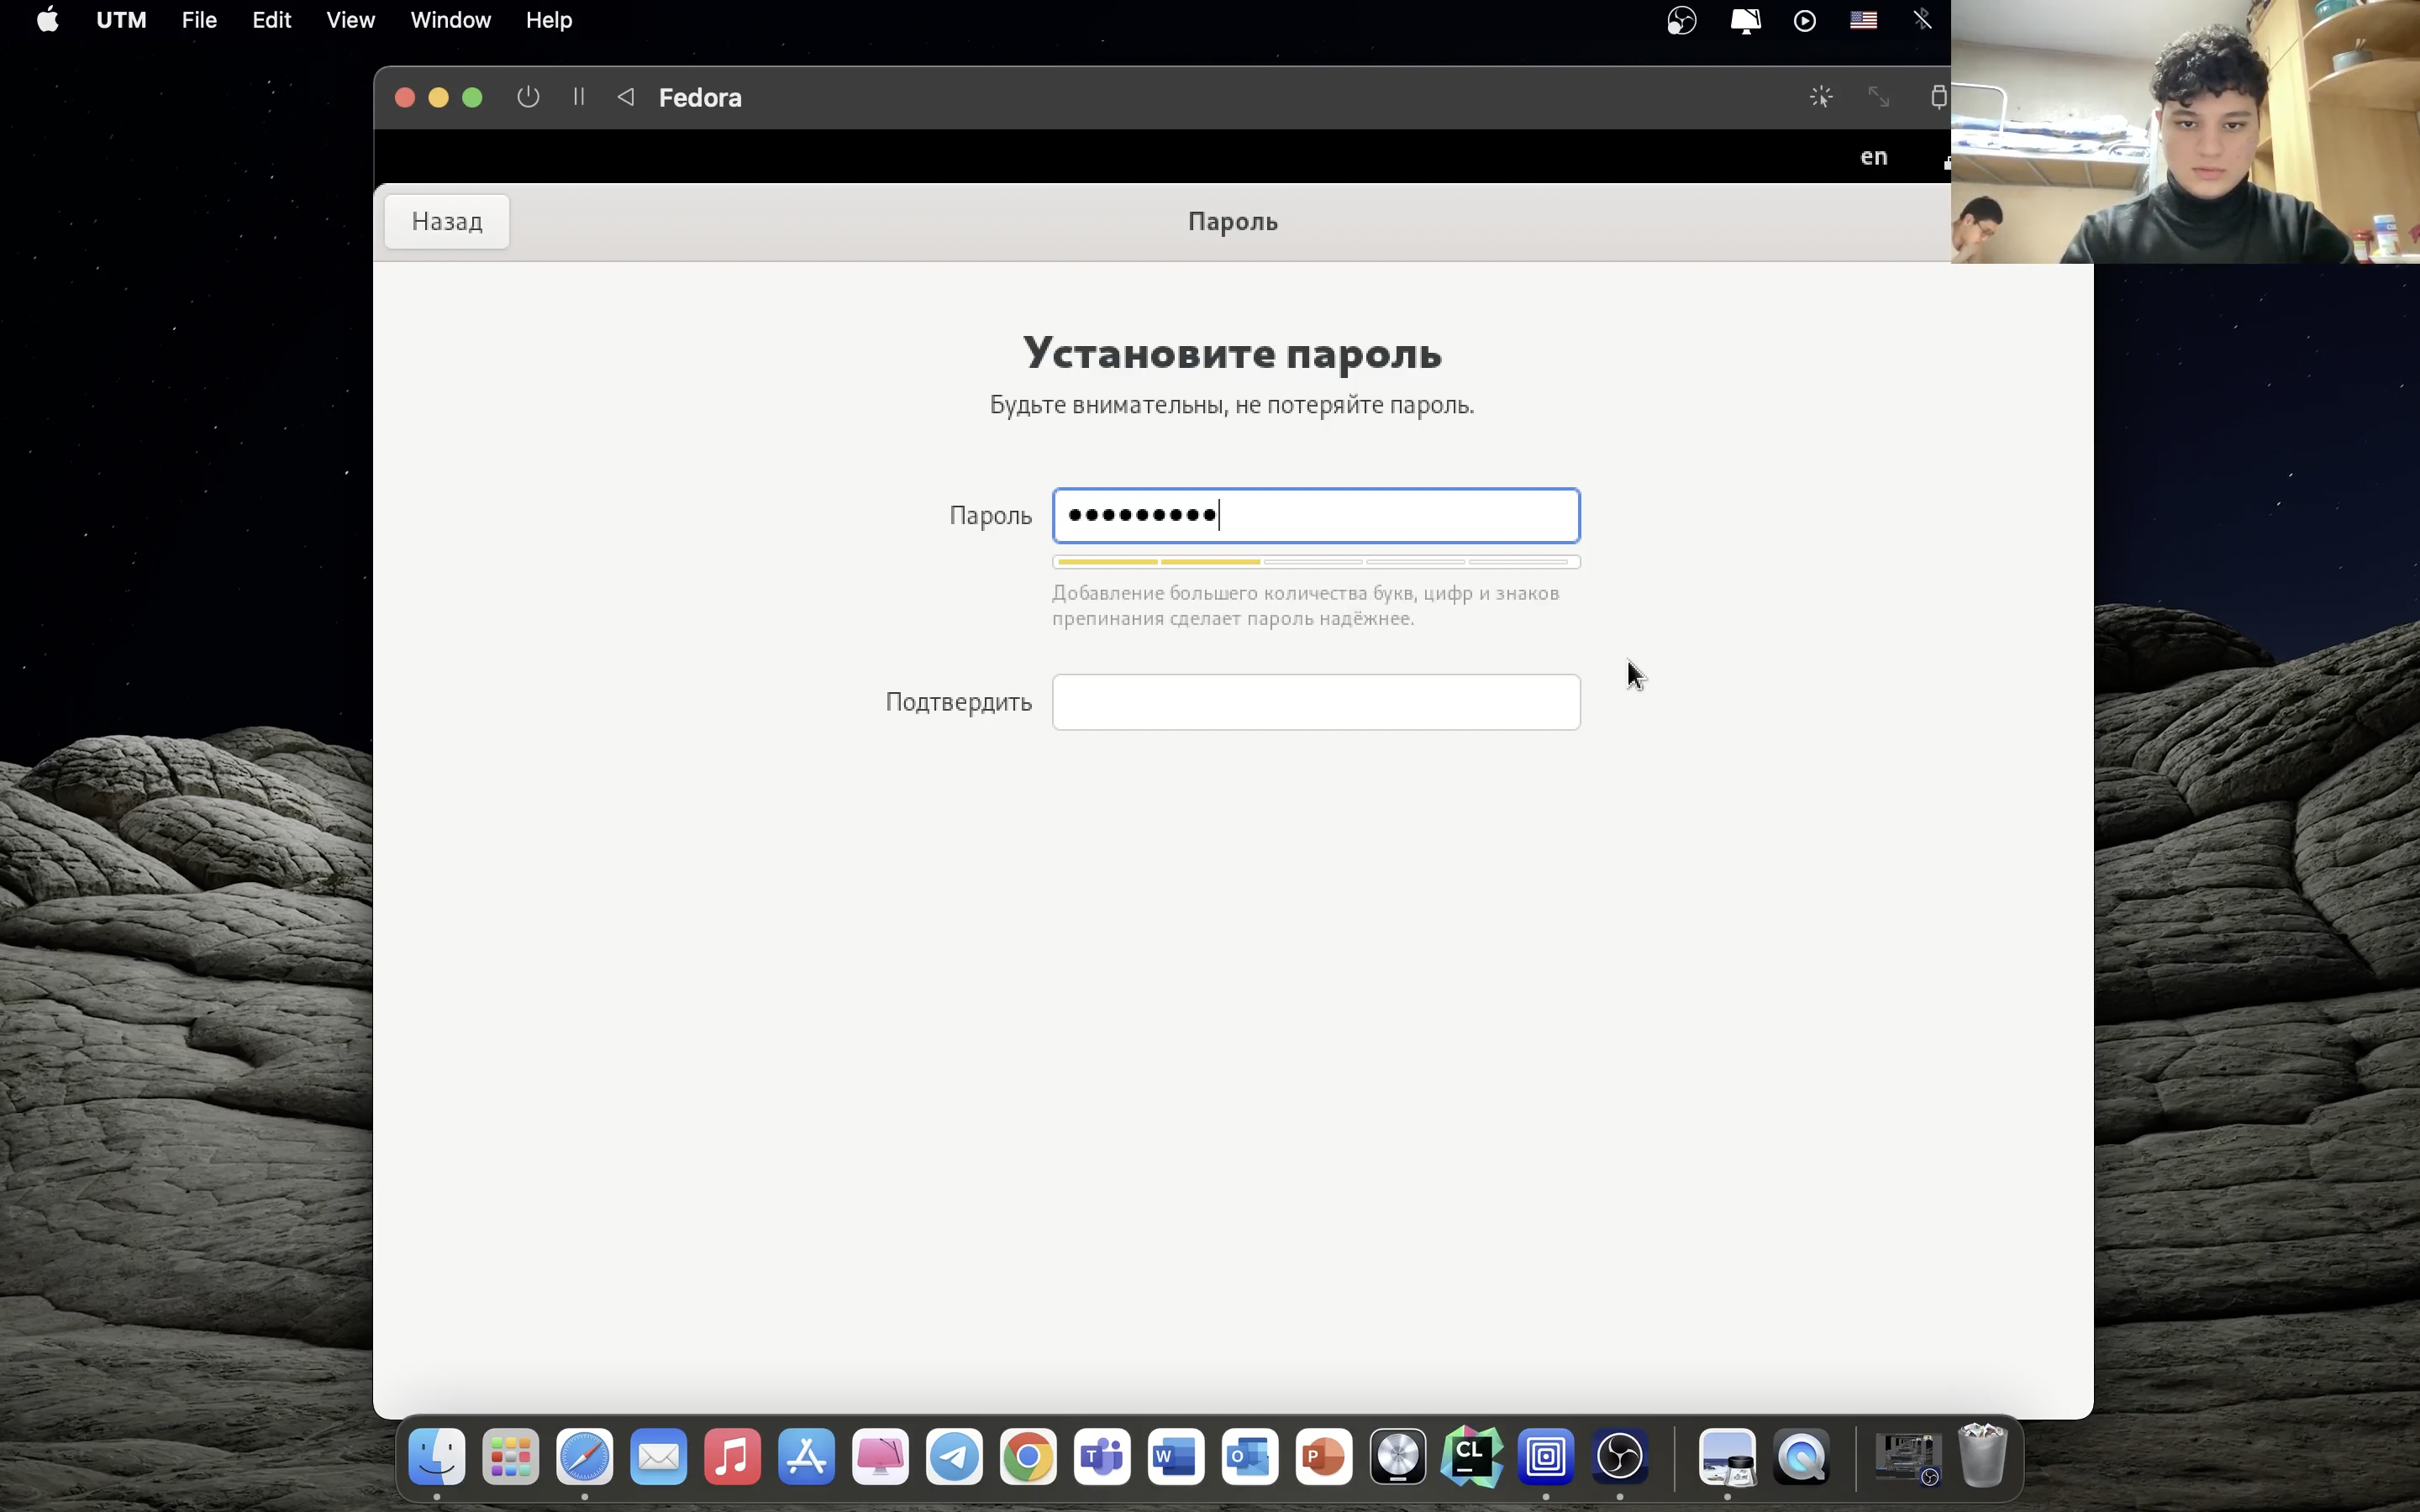 UTM File Edit View Window Help
Fedora
en
Назад
Пароль
Установите пароль
Будьте внимательны, не потеряйте пароль.
Пароль
Добавление большего количества букв, цифр и знаков
препинания сделает пароль надёжнее.
Подтвердить
CL
T
W
O
P